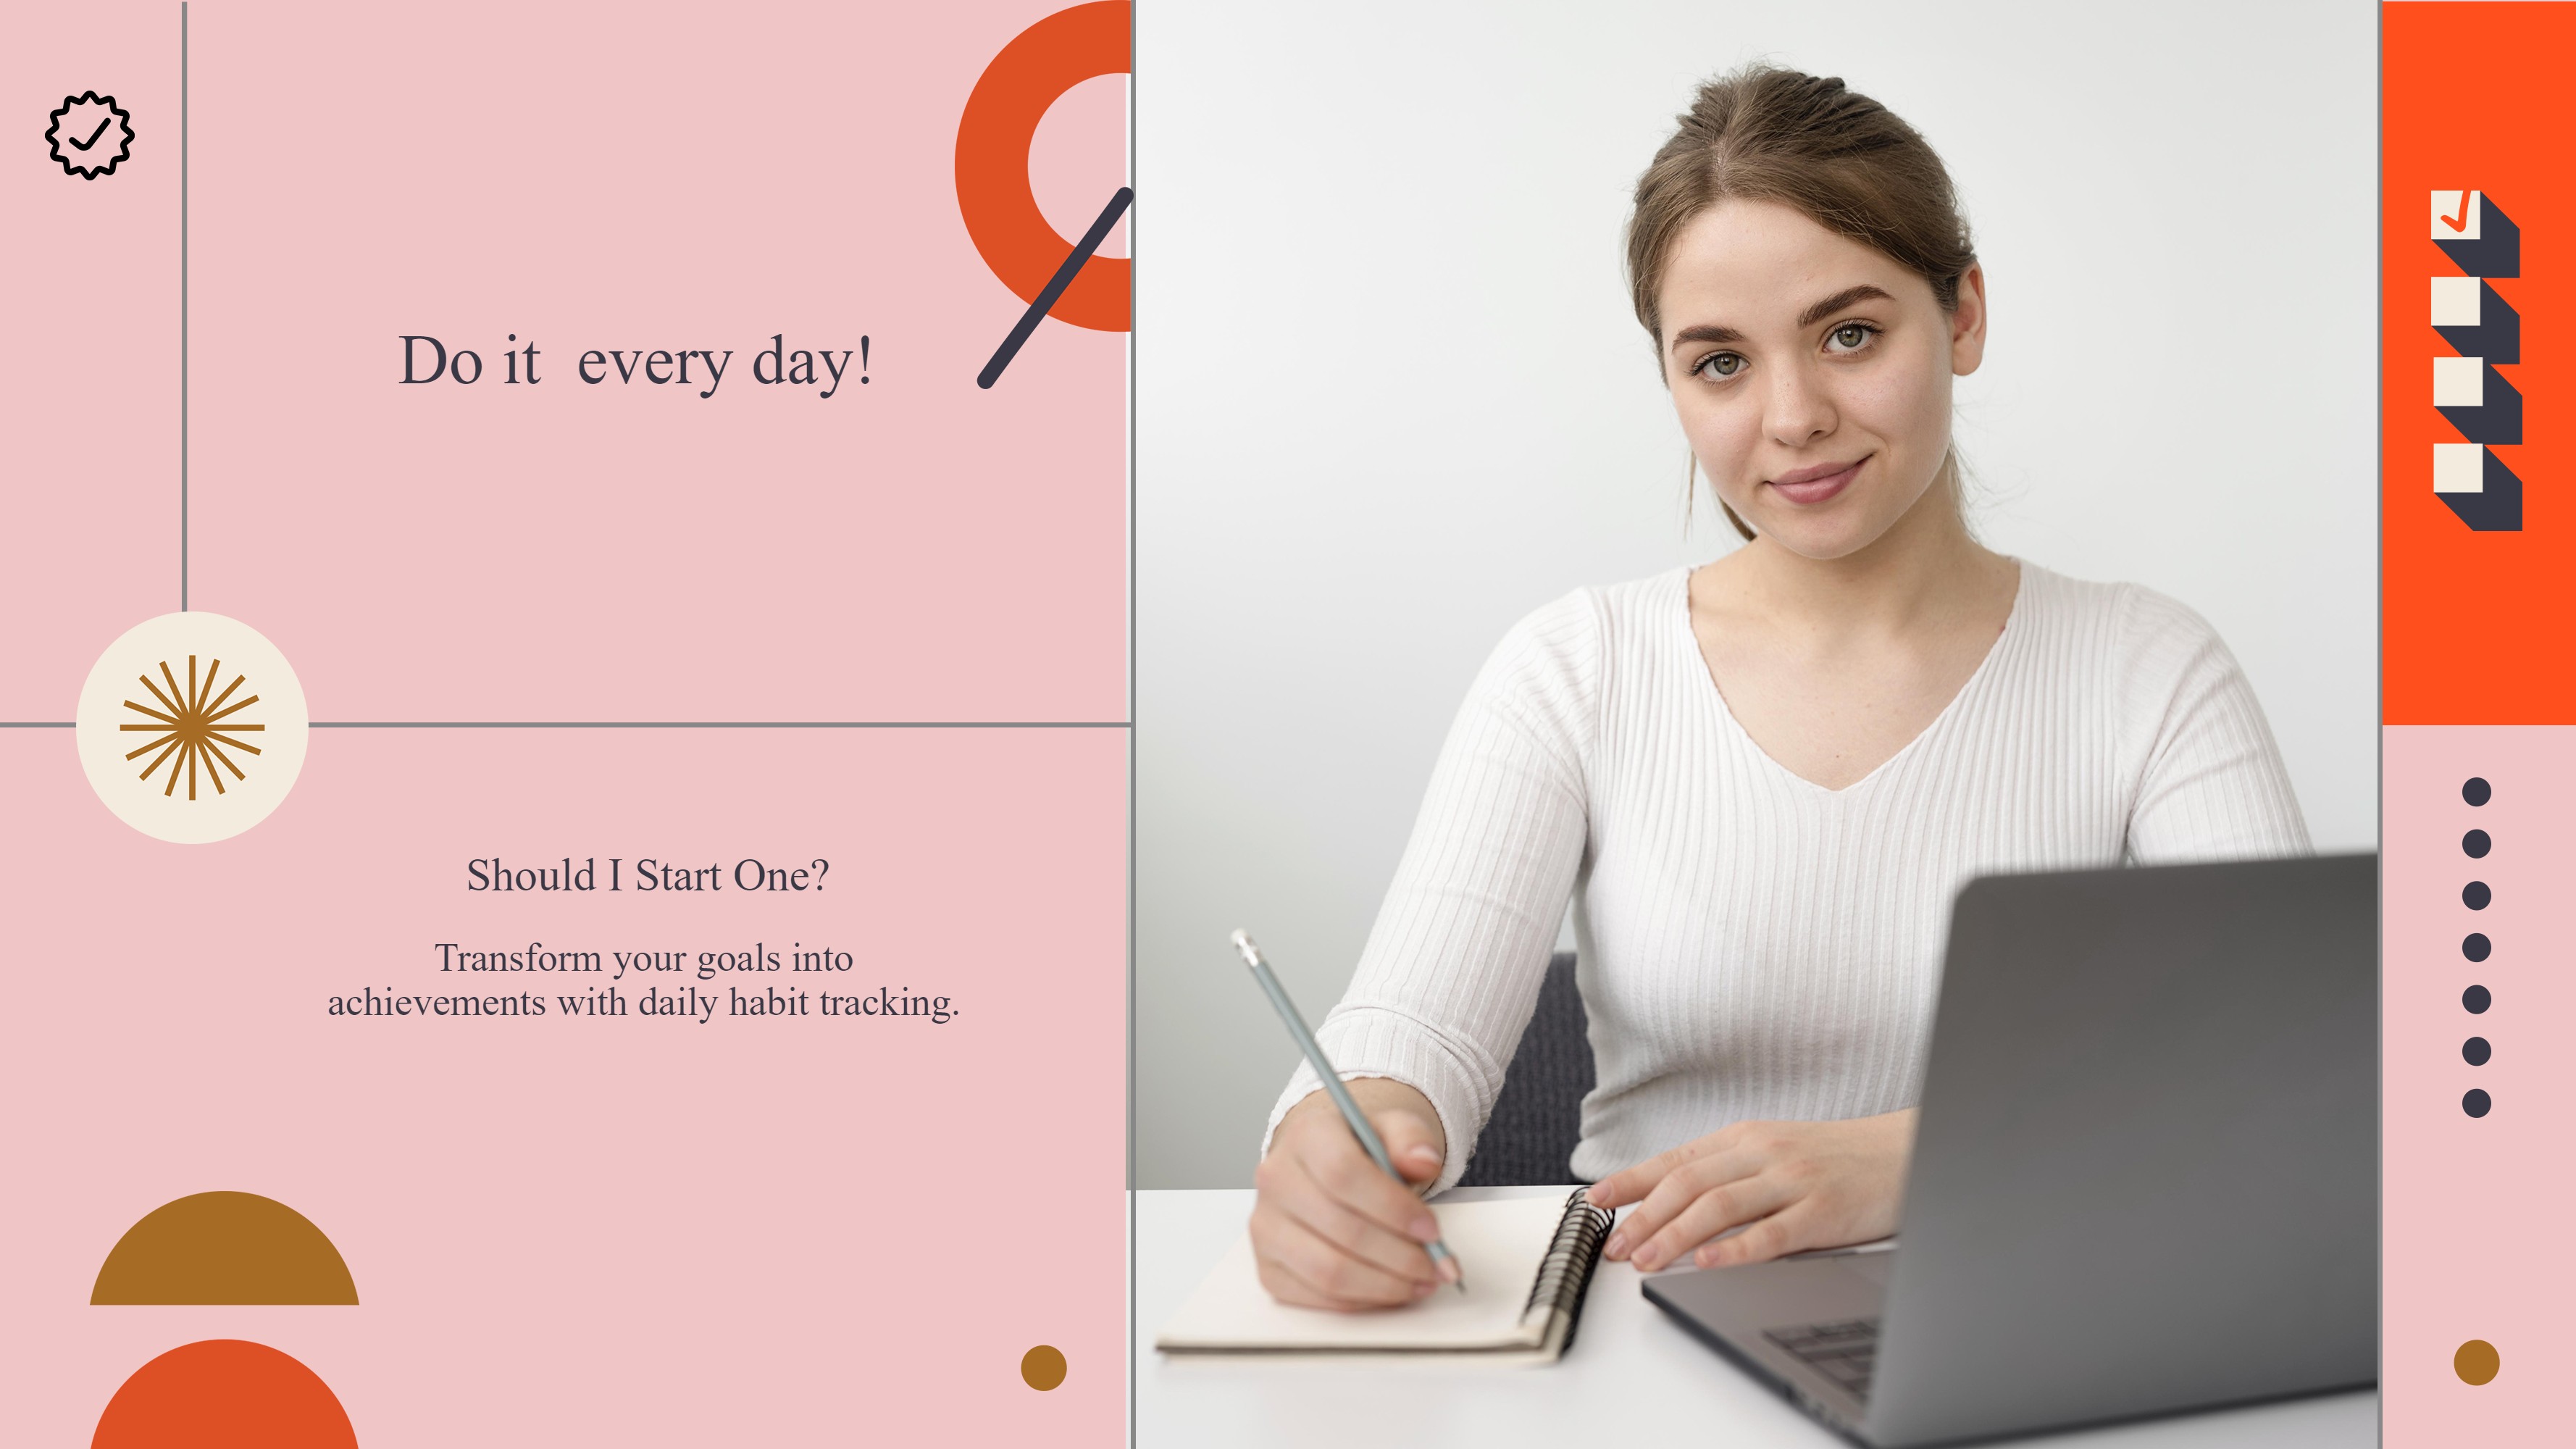 Do it  every day!
Should I Start One?
Transform your goals into
achievements with daily habit tracking.